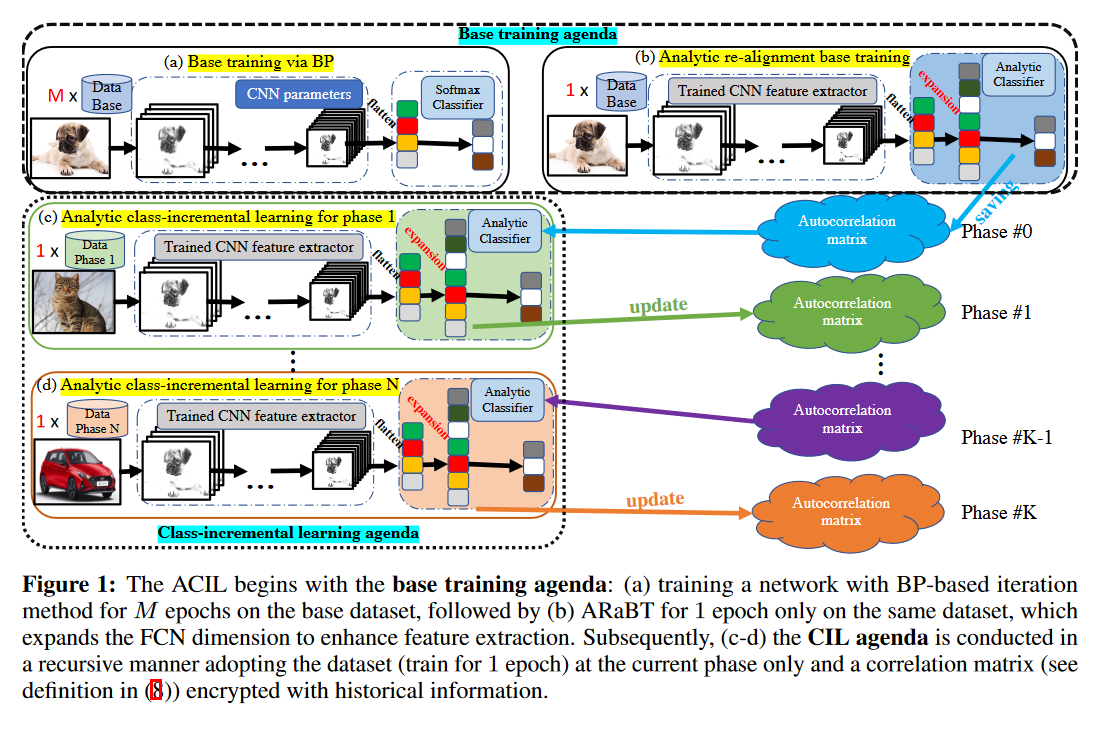 Base training agenda
(a) Base training via BP
M x
Data
Base
CNN parameters
flatten
Softmax
Classifier
(b) Analytic re-alignment base training
1 x
Data
Base
Trained CNN feature extractor
flatten
expansion
Analytic
Classifier
saving
(c) Analytic class-incremental learning for phase 1
1 x
Data
Phase 1
Trained CNN feature extractor
flatten
expansion
Analytic
Classifier
Autocorrelation
matrix
Phase #0
update
Autocorrelation
matrix
Phase #1
(d) Analytic class-incremental learning for phase N
1 x
Data
Phase N
Trained CNN feature extractor
flatten
expansion
Analytic
Classifier
Autocorrelation
matrix
Phase #K-1
update
Autocorrelation
matrix
Phase #K
Class-incremental learning agenda
Figure 1: The ACIL begins with the base training agenda: (a) training a network with BP-based iteration
method for M epochs on the base dataset, followed by (b) ARaBT for 1 epoch only on the same dataset, which
expands the FCN dimension to enhance feature extraction. Subsequently, (c-d) the CIL agenda is conducted in
a recursive manner adopting the dataset (train for 1 epoch) at the current phase only and a correlation matrix (see
definition in (8)) encrypted with historical information.